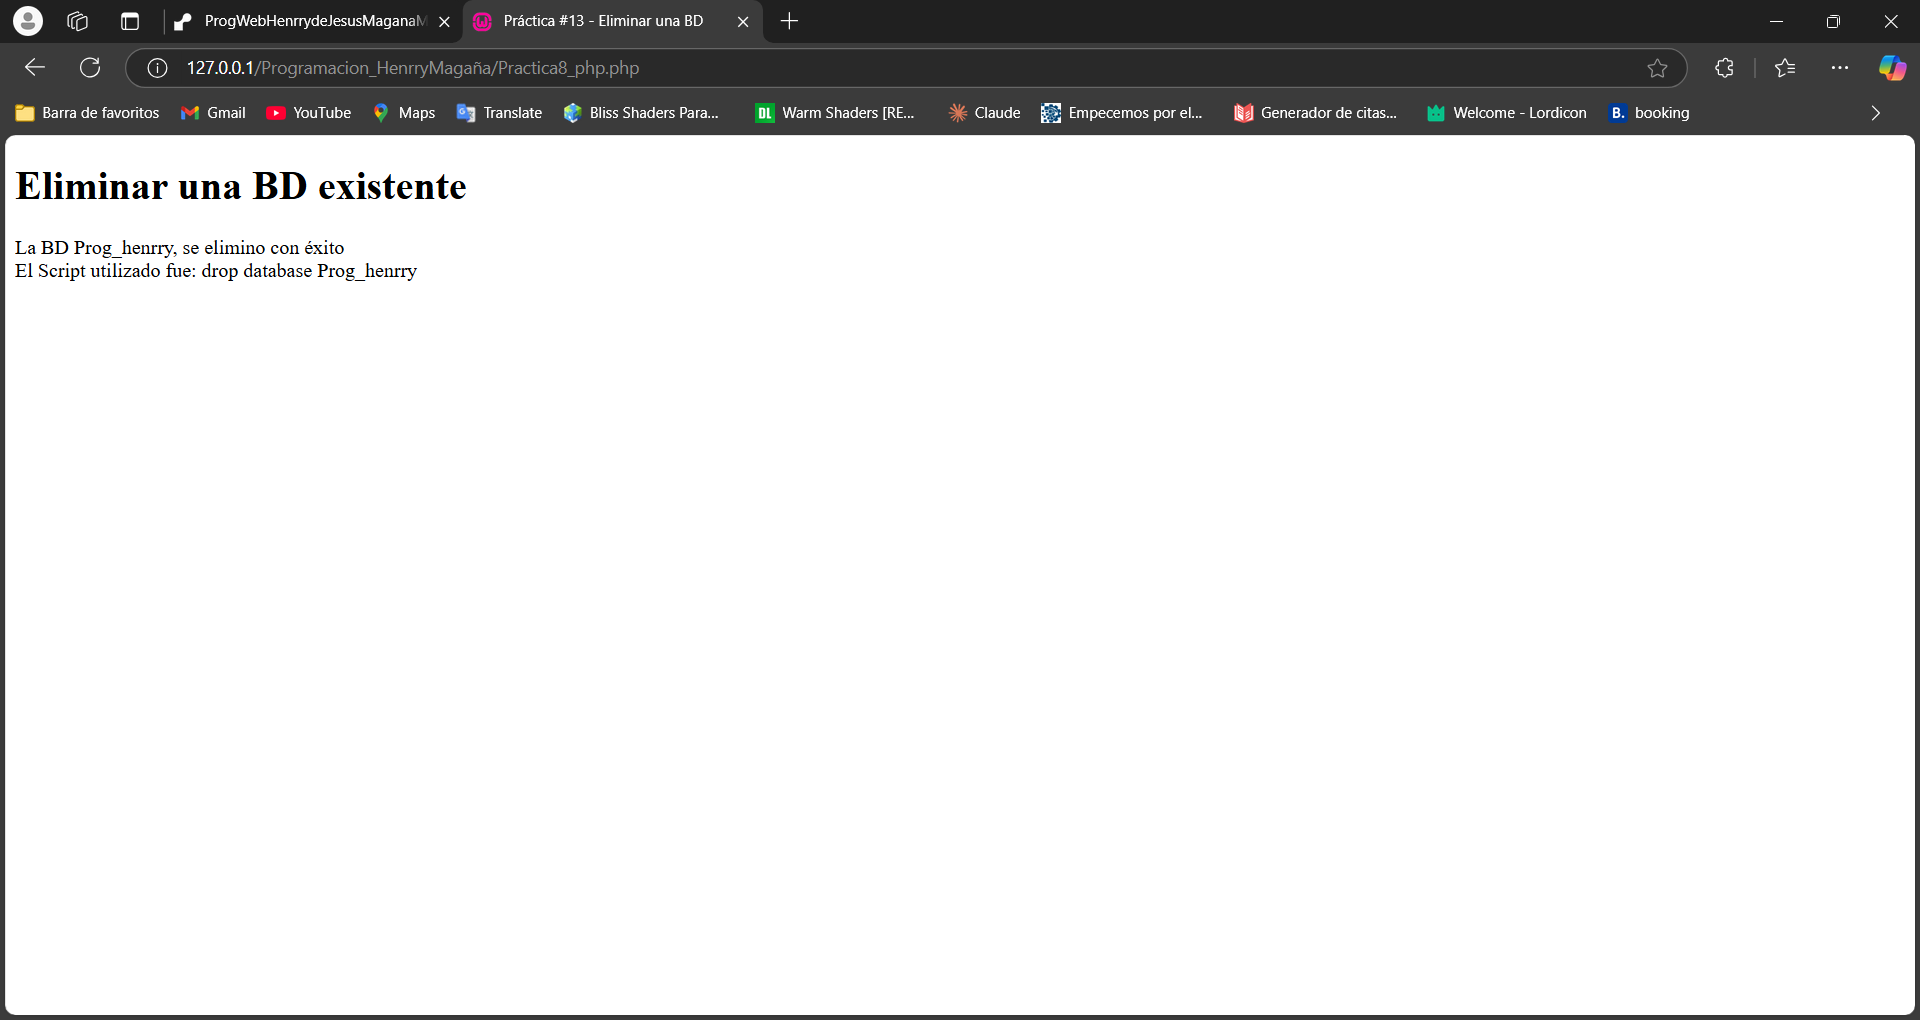 ProgWebHenrrydeJesusMagana
Práctica #13 - Eliminar una BD
127.0.0.1/Programacion_HenrryMagaña/Practica8_php.php
Barra de favoritos
Gmail
YouTube
Maps
Translate
Bliss Shaders Para...
DL
Warm Shaders [RE...
Claude
Empecemos por el...
Generador de citas...
Welcome - Lordicon
B.
booking
Eliminar una BD existente
La BD Prog_henrry, se elimino con éxito
El Script utilizado fue: drop database Prog_henrry